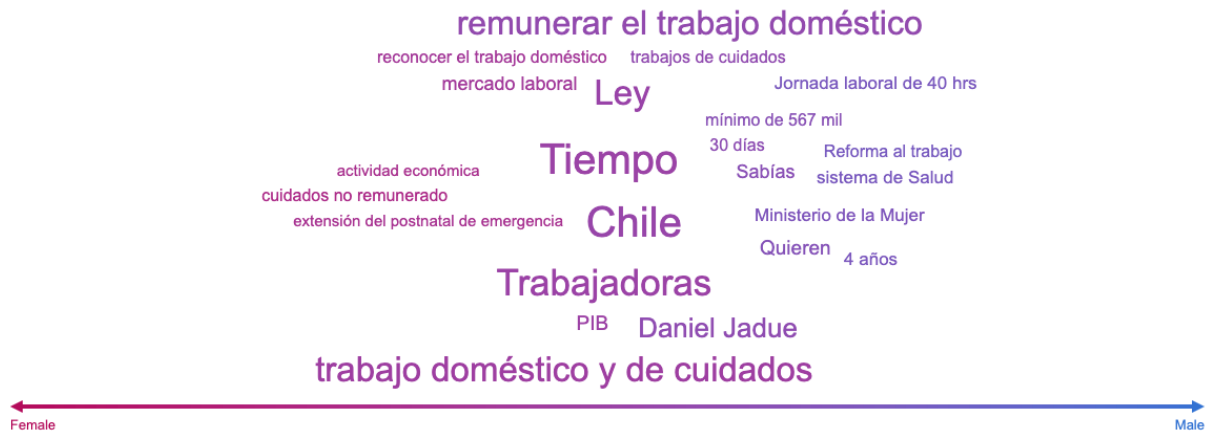 remunerar el trabajo doméstico
reconocer el trabajo doméstico
trabajos de cuidados
mercado laboral
Ley
Jornada laboral de 40 hrs
mínimo de 567 mil
30 días
Tiempo
Reforma al trabajo
actividad económica
Sabías
sistema de Salud
cuidados no remunerado
extensión del postnatal de emergencia
Chile
Ministerio de la Mujer
Quieren
4 años
Trabajadoras
PIB
Daniel Jadue
trabajo doméstico y de cuidados
Female
Male